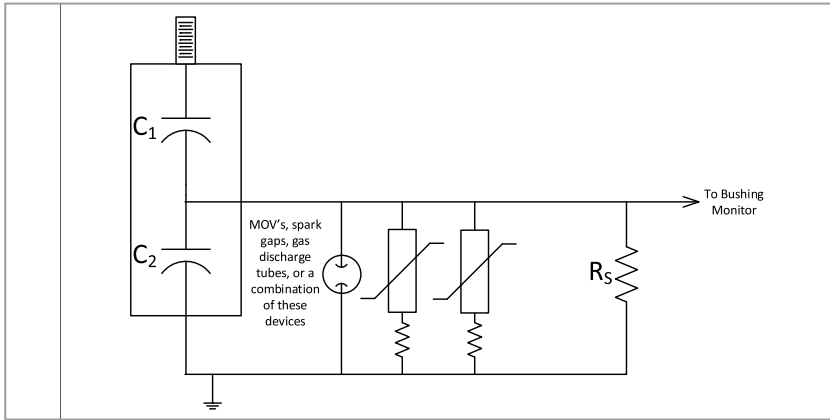 C1
To Bushing
Monitor
MOV's, spark
gaps, gas
discharge
tubes, or a
combination
of these
devices
C2
RS